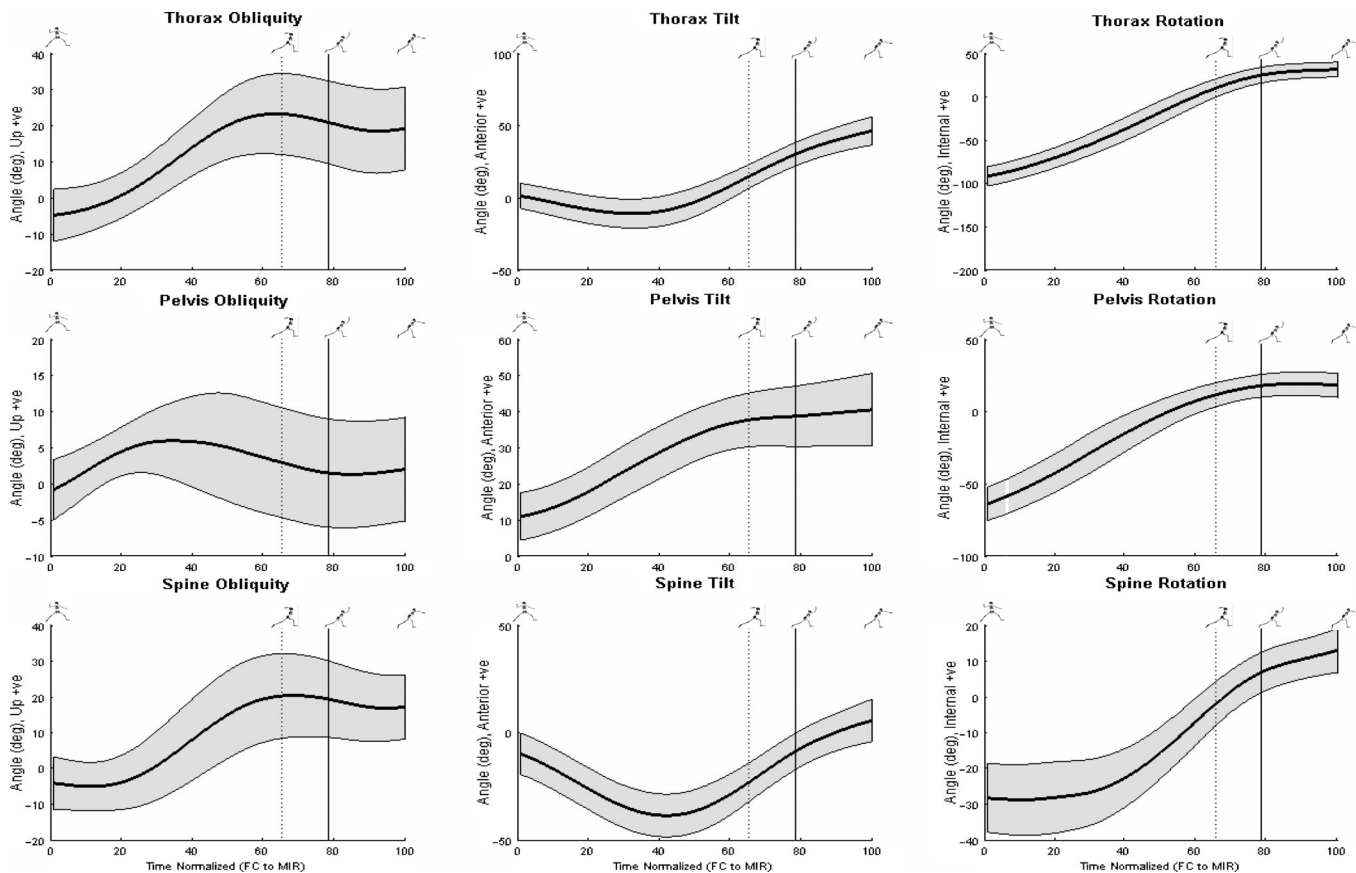 Thorax Obliquity
Angle (deg), Up +ve
40
30
20
10
0
−10
−20
0 20 40 60 80 100
Thorax Tilt
Angle (deg), Anterior +ve
100
50
0
−50
0 20 40 60 80 100
Thorax Rotation
Angle (deg), Internal +ve
50
0
−50
−100
−150
−200
0 20 40 60 80 100
Pelvis Obliquity
Angle (deg), Up +ve
20
15
10
5
0
−5
−10
0 20 40 60 80 100
Pelvis Tilt
Angle (deg), Anterior +ve
60
50
40
30
20
10
0
0 20 40 60 80 100
Pelvis Rotation
Angle (deg), Internal +ve
50
0
−50
−100
0 20 40 60 80 100
Spine Obliquity
Angle (deg), Up +ve
40
30
20
10
0
−10
−20
0 20 40 60 80 100
Time Normalized (FC to MIR)
Spine Tilt
Angle (deg), Anterior +ve
50
0
−50
0 20 40 60 80 100
Time Normalized (FC to MIR)
Spine Rotation
Angle (deg), Internal +ve
20
10
0
−10
−20
−30
−40
0 20 40 60 80 100
Time Normalized (FC to MIR)